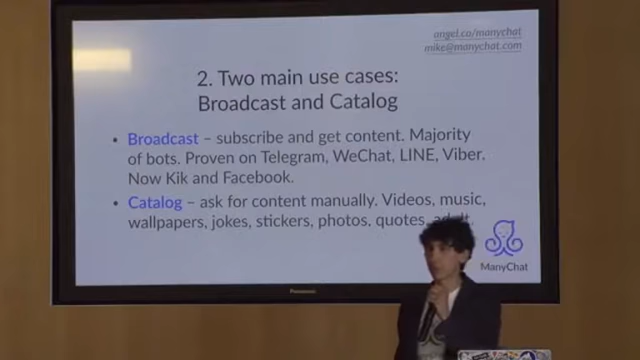 angel.co/manychat
mike@manychat.com
2. Two main use cases:
Broadcast and Catalog
• Broadcast – subscribe and get content. Majority
of bots. Proven on Telegram, WeChat, LINE, Viber.
Now Kik and Facebook.
• Catalog – ask for content manually. Videos, music,
wallpapers, jokes, stickers, photos. quotes,
ManyChat
Panasonic